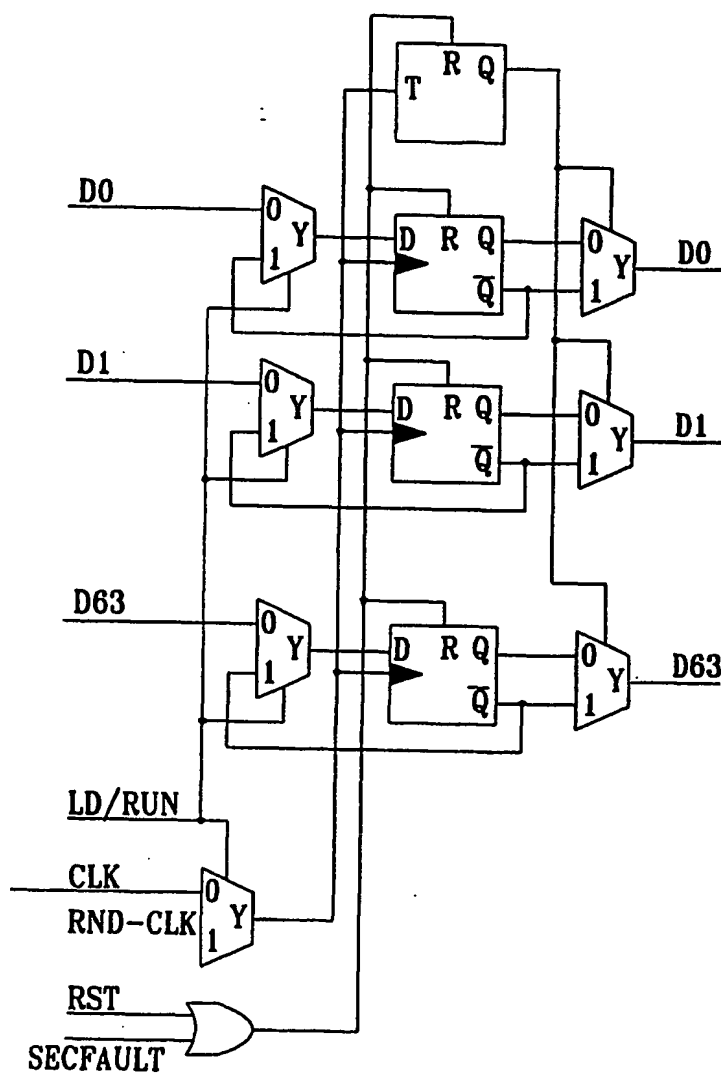 R Q
T
D0 0 Y 1 D R Q Q̅ 0 Y 1 D0
D1 0 Y 1 D R Q Q̅ 0 Y 1 D1
D63 0 Y 1 D R Q Q̅ 0 Y 1 D63
LD/RUN
CLK 0 Y
RND-CLK 1
RST
SECFAULT